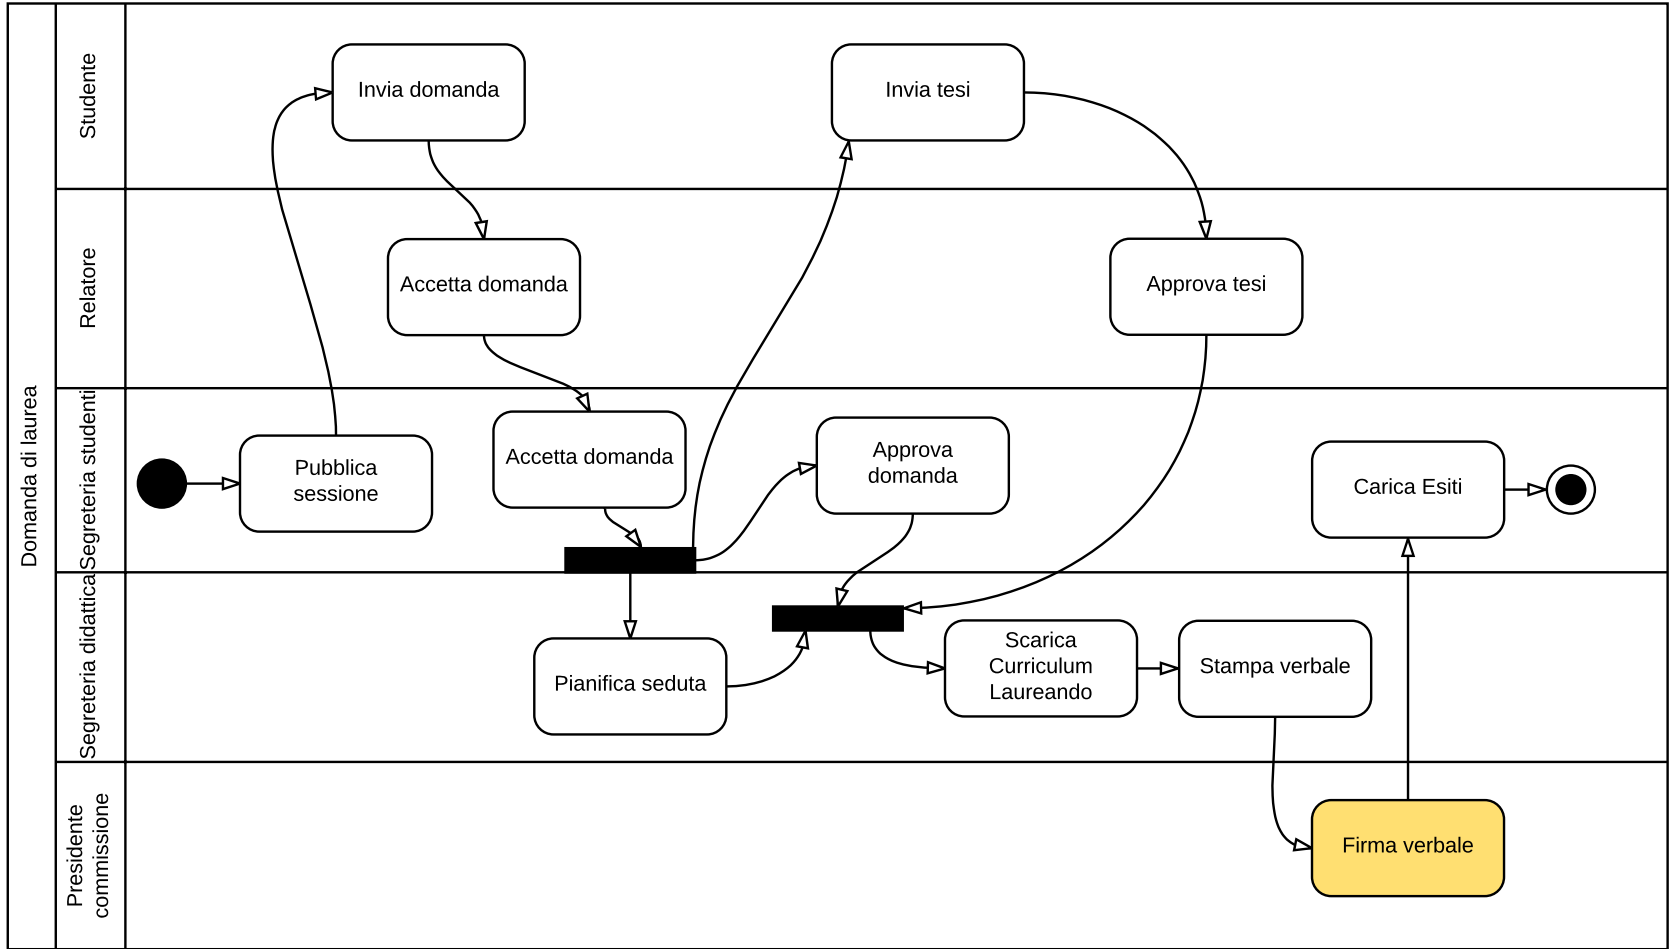 Domanda di laurea
Studente
Invia domanda
Invia tesi
Relatore
Accetta domanda
Approva tesi
Segreteria studenti
Pubblica
sessione
Accetta domanda
Approva
domanda
Carica Esiti
Segreteria didattica
Pianifica seduta
Scarica
Curriculum
Laureando
Stampa verbale
Presidente
commissione
Firma verbale